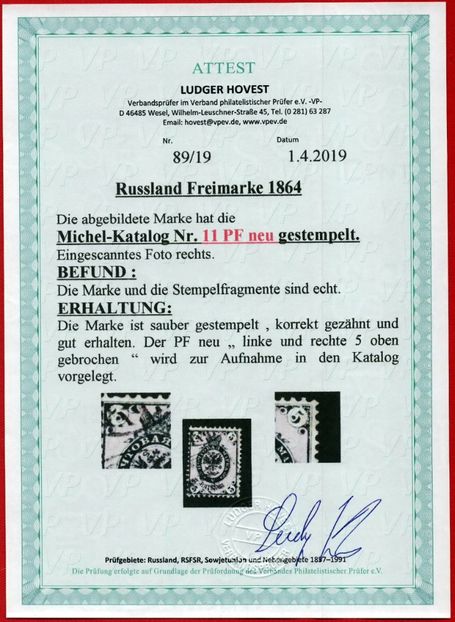 ATTEST
LUDGER HOVEST
Verbandsprüfer im Verband philatelistischer Prüfer e.V. -VP-
D 46485 Wesel, Wilhelm-Leuschner-Straße 45, Tel. (0 281) 63 287
Email: hovest@vpev.de, www.vpev.de
Nr. Datum
89/19 1.4.2019
Russland Freimarke 1864
Die abgebildete Marke hat die
Michel-Katalog Nr. 11 PF neu gestempelt.
Eingescanntes Foto rechts.
BEFUND :
Die Marke und die Stempelfragmente sind echt.
ERHALTUNG:
Die Marke ist sauber gestempelt , korrekt gezähnt und
gut erhalten. Der PF neu „ linke und rechte 5 oben
gebrochen “ wird zur Aufnahme in den Katalog
vorgelegt.
Prüfgebiete: Russland, RSFSR, Sowjetunion und Nebengebiete 1857–1991
Die Prüfung erfolgte auf Grundlage der Prüfordnung des Verbandes Philatelistischer Prüfer e.V.